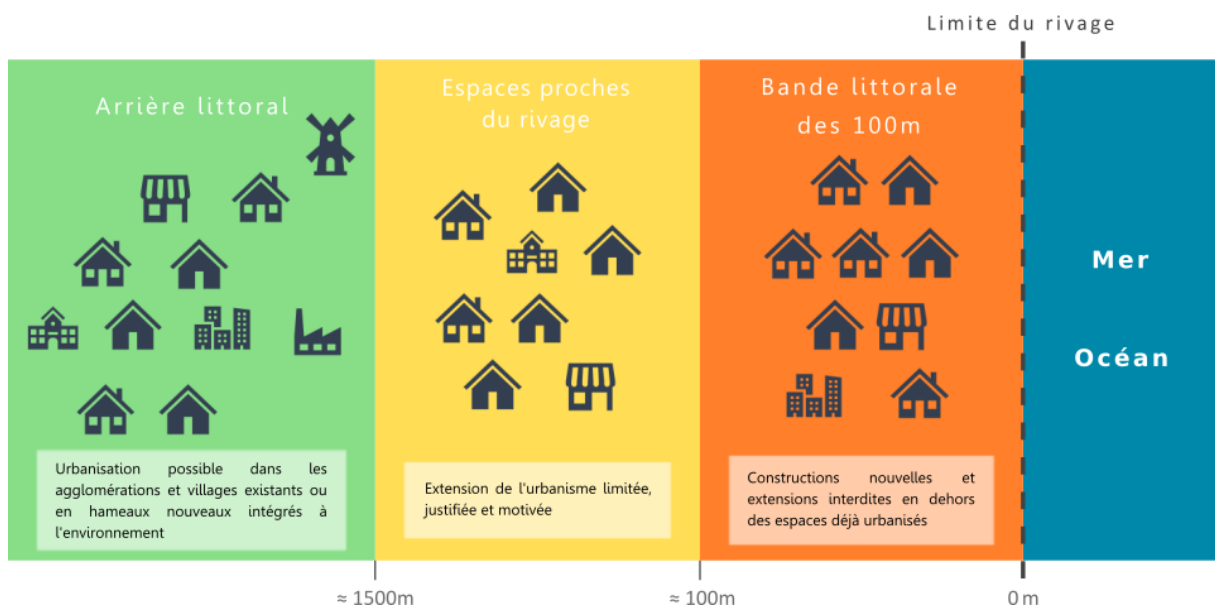 Limite du rivage
Arrière littoral
Espaces proches
du rivage
Bande littorale
des 100m
Mer
Océan
Urbanisation possible dans les
agglomérations et villages existants ou
en hameaux nouveaux intégrés à
l'environnement
Extension de l'urbanisme limitée,
justifiée et motivée
Constructions nouvelles et
extensions interdites en dehors
des espaces déjà urbanisés
≈ 1500m
≈ 100m
0 m